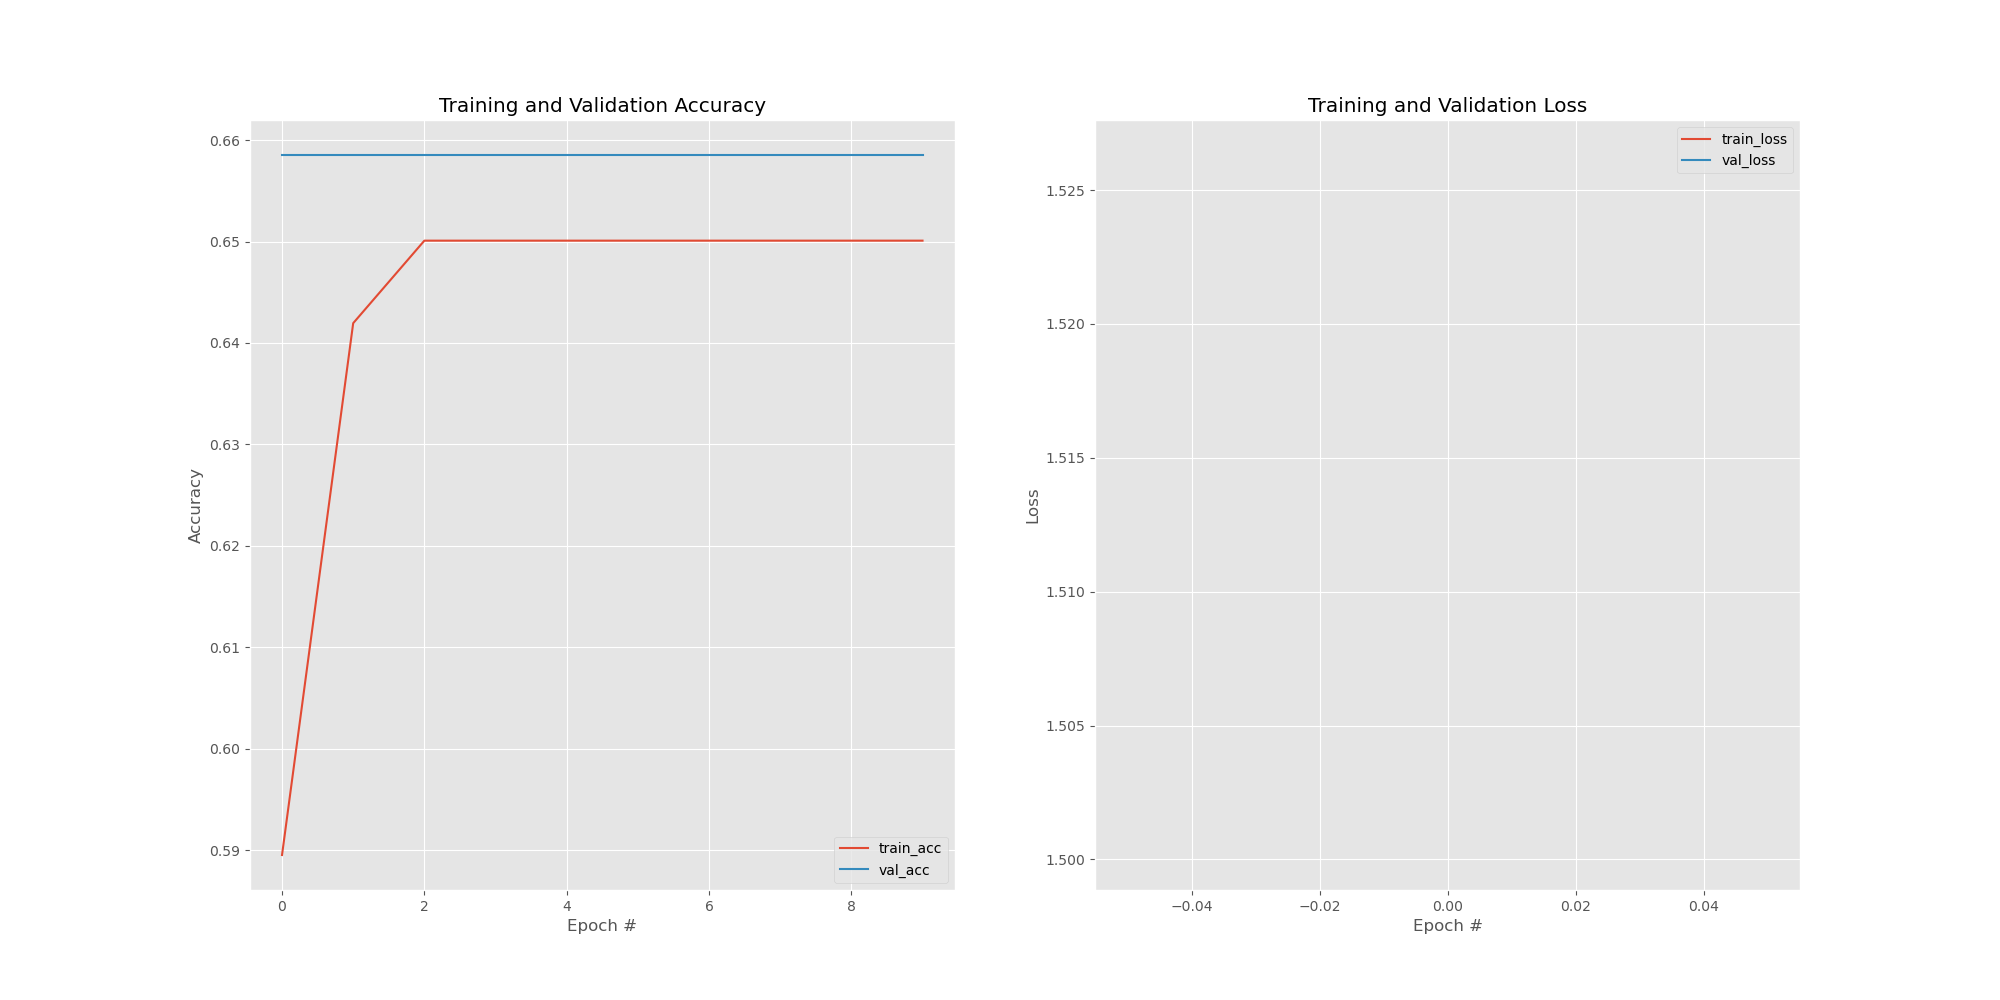 Training and Validation Accuracy
0.66
0.65
0.64
0.63
0.62
0.61
0.60
0.59
Accuracy
0 2 4 6 8
Epoch #
train_acc
val_acc
Training and Validation Loss
1.525
1.520
1.515
1.510
1.505
1.500
Loss
−0.04 −0.02 0.00 0.02 0.04
Epoch #
train_loss
val_loss